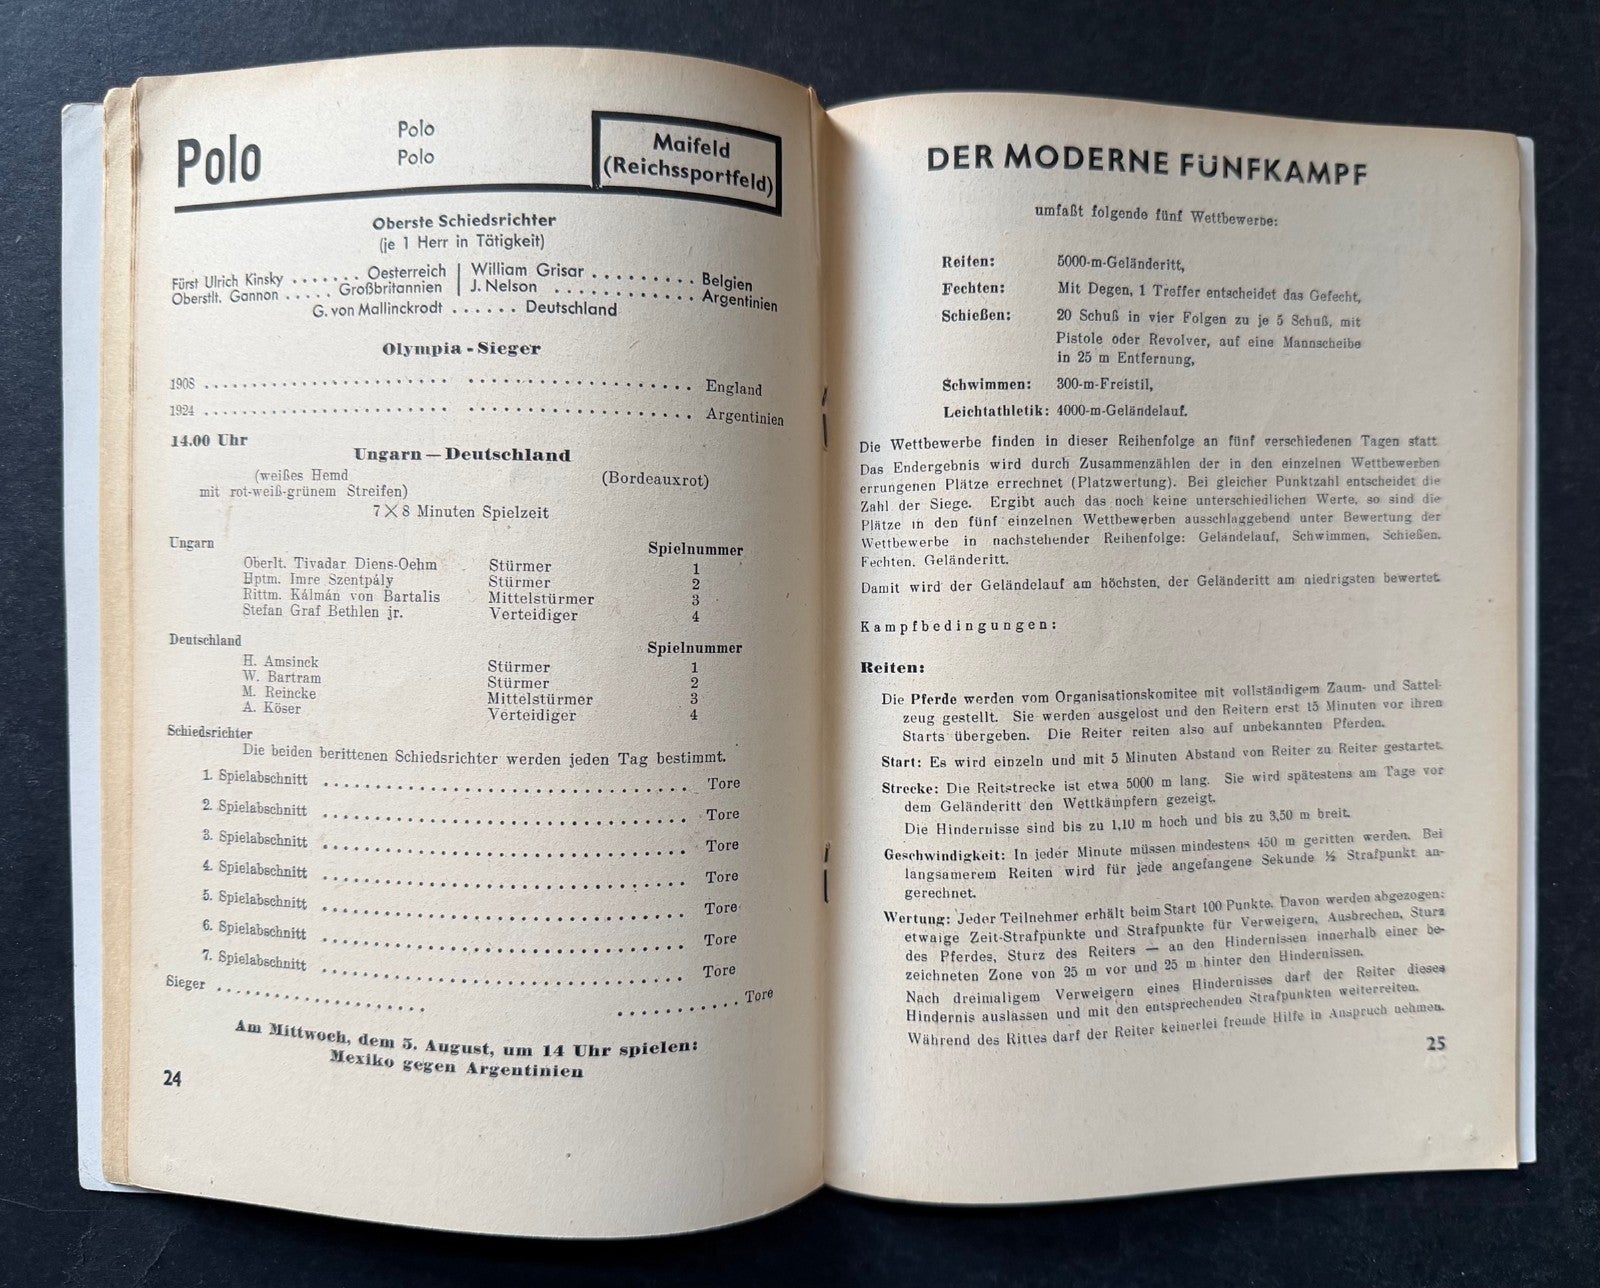 Polo
Polo
Polo
Maifeld
(Reichssportfeld)
Oberste Schiedsrichter
(je 1 Herr in Tätigkeit)
Fürst Ulrich Kinsky . . . . . . . Oesterreich | William Grisar . . . . . . . . . Belgien
Oberstlt. Gannon . . . . . Großbritannien | J. Nelson . . . . . . . . . . . . Argentinien
G. von Mallinckrodt . . . . . . Deutschland
Olympia-Sieger
1908 . . . . . . . . . . . . . . . . . . . . . . . . . . . . . . . . . . . . . . . England
1924 . . . . . . . . . . . . . . . . . . . . . . . . . . . . . . . . . . . . . . . Argentinien
14.00 Uhr
Ungarn — Deutschland
(weißes Hemd (Bordeauxrot)
mit rot-weiß-grünem Streifen)
7 X 8 Minuten Spielzeit
Ungarn Spielnummer
Oberlt. Tivadar Diens-Oehm Stürmer 1
Hptm. Imre Szentpály Stürmer 2
Rittm. Kálmán von Bartalis Mittelstürmer 3
Stefan Graf Bethlen jr. Verteidiger 4
Deutschland Spielnummer
H. Amsinck Stürmer 1
W. Bartram Stürmer 2
M. Reincke Mittelstürmer 3
A. Köser Verteidiger 4
Schiedsrichter
Die beiden berittenen Schiedsrichter werden jeden Tag bestimmt.
1. Spielabschnitt . . . . . . . . . . . . . . . . . . . . . . . . . . . . . . Tore
2. Spielabschnitt . . . . . . . . . . . . . . . . . . . . . . . . . . . . . . Tore
3. Spielabschnitt . . . . . . . . . . . . . . . . . . . . . . . . . . . . . . Tore
4. Spielabschnitt . . . . . . . . . . . . . . . . . . . . . . . . . . . . . . Tore
5. Spielabschnitt . . . . . . . . . . . . . . . . . . . . . . . . . . . . . . Tore
6. Spielabschnitt . . . . . . . . . . . . . . . . . . . . . . . . . . . . . . Tore
7. Spielabschnitt . . . . . . . . . . . . . . . . . . . . . . . . . . . . . . Tore
Sieger . . . . . . . . . . . . . . . . . . . . . . . . . . . . . . Tore
Am Mittwoch, dem 5. August, um 14 Uhr spielen:
Mexiko gegen Argentinien
24
DER MODERNE FÜNFKAMPF
umfaßt folgende fünf Wettbewerbe:
Reiten: 5000-m-Geländeritt,
Fechten: Mit Degen, 1 Treffer entscheidet das Gefecht,
Schießen: 20 Schuß in vier Folgen zu je 5 Schuß, mit
Pistole oder Revolver, auf eine Mannscheibe
in 25 m Entfernung,
Schwimmen: 300-m-Freistil,
Leichtathletik: 4000-m-Geländelauf.
Die Wettbewerbe finden in dieser Reihenfolge an fünf verschiedenen Tagen statt
Das Endergebnis wird durch Zusammenzählen der in den einzelnen Wettbewerben
errungenen Plätze errechnet (Platzwertung). Bei gleicher Punktzahl entscheidet die
Zahl der Siege. Ergibt auch das noch keine unterschiedlichen Werte, so sind die
Plätze in den fünf einzelnen Wettbewerben ausschlaggebend unter Bewertung der
Wettbewerbe in nachstehender Reihenfolge: Geländelauf, Schwimmen, Schießen,
Fechten, Geländeritt.
Damit wird der Geländelauf am höchsten, der Geländeritt am niedrigsten bewertet.
Kampfbedingungen:
Reiten:
Die Pferde werden vom Organisationskomitee mit vollständigem Zaum- und Sattel-
zeug gestellt. Sie werden ausgelost und den Reitern erst 15 Minuten vor ihren
Starts übergeben. Die Reiter reiten also auf unbekannten Pferden.
Start: Es wird einzeln und mit 5 Minuten Abstand von Reiter zu Reiter gestartet.
Strecke: Die Reitstrecke ist etwa 5000 m lang. Sie wird spätestens am Tage vor
dem Geländeritt den Wettkämpfern gezeigt.
Die Hindernisse sind bis zu 1,10 m hoch und bis zu 3,50 m breit.
Geschwindigkeit: In jeder Minute müssen mindestens 450 m geritten werden. Bei
langsamerem Reiten wird für jede angefangene Sekunde ½ Strafpunkt an-
gerechnet.
Wertung: Jeder Teilnehmer erhält beim Start 100 Punkte. Davon werden abgezogen:
etwaige Zeit-Strafpunkte und Strafpunkte für Verweigern, Ausbrechen, Sturz
des Pferdes, Sturz des Reiters — an den Hindernissen innerhalb einer be-
zeichneten Zone von 25 m vor und 25 m hinter den Hindernissen.
Nach dreimaligem Verweigern eines Hindernisses darf der Reiter dieses
Hindernis auslassen und mit den entsprechenden Strafpunkten weiterreiten.
Während des Rittes darf der Reiter keinerlei fremde Hilfe in Anspruch nehmen.
25